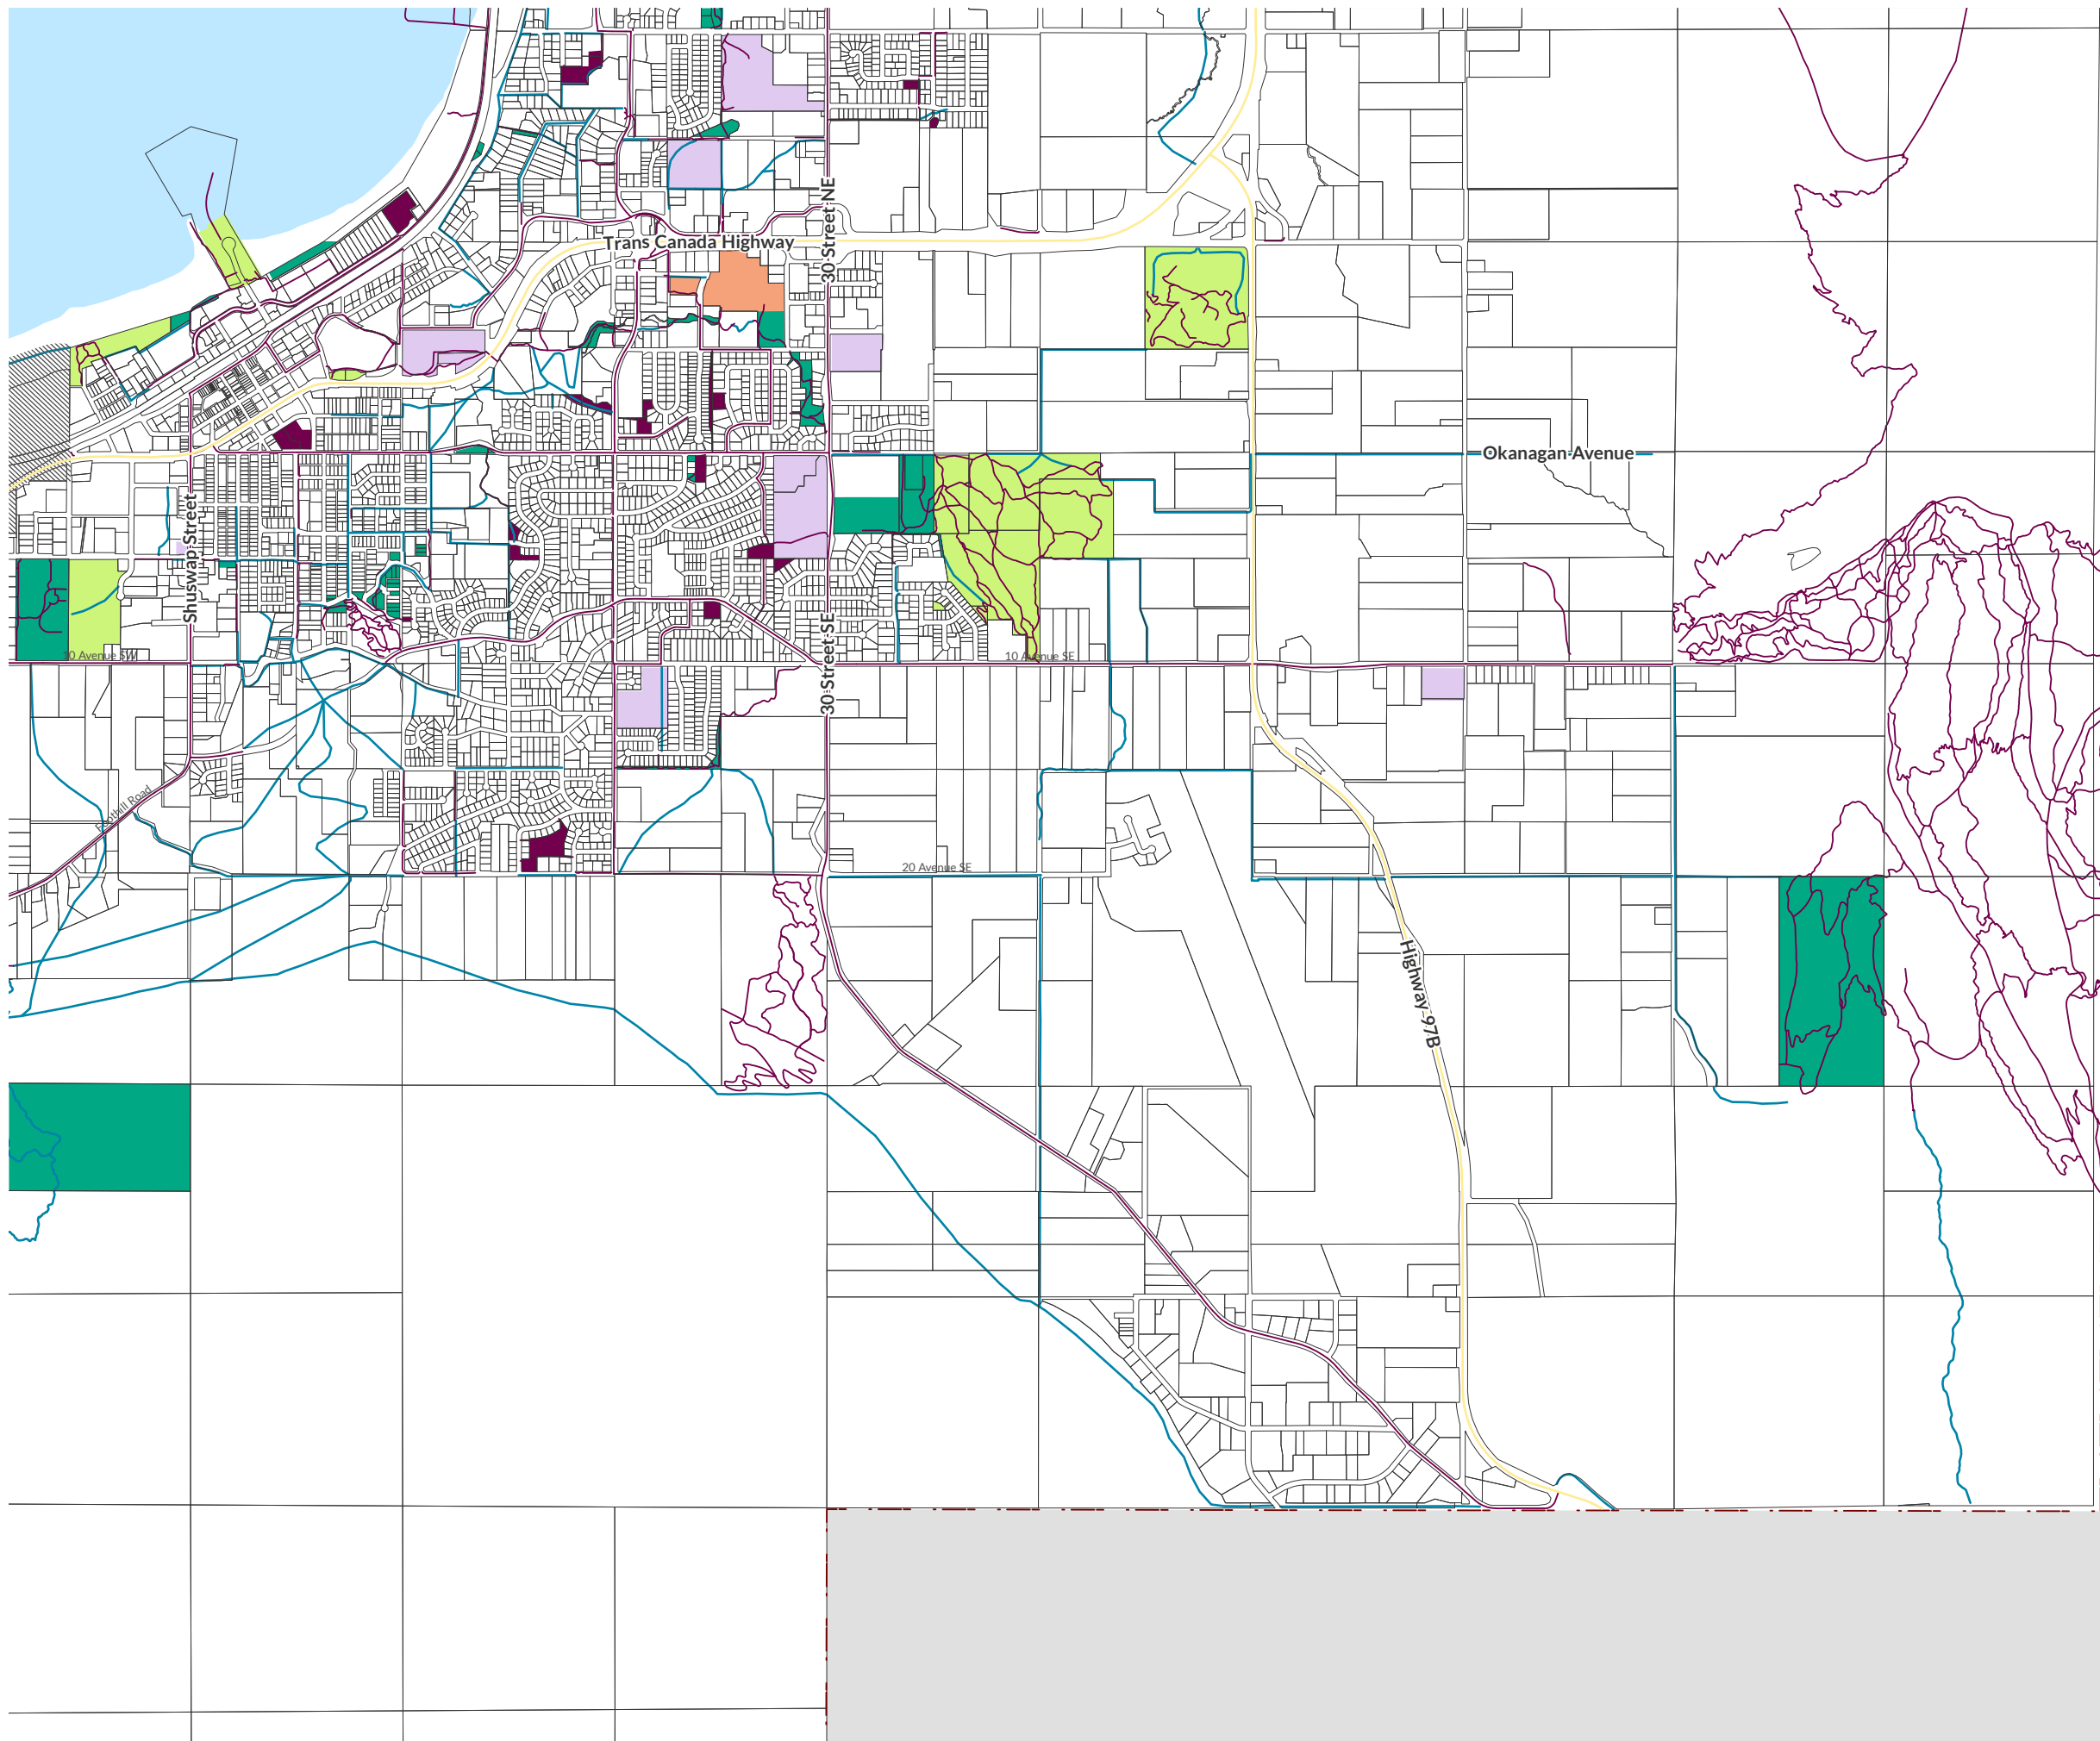 30 Street NE
Trans Canada Highway
Okanagan Avenue
Shuswap Street
30 Street SE
10 Avenue SW
10 Avenue SE
Foothill Road
20 Avenue SE
Highway 97B